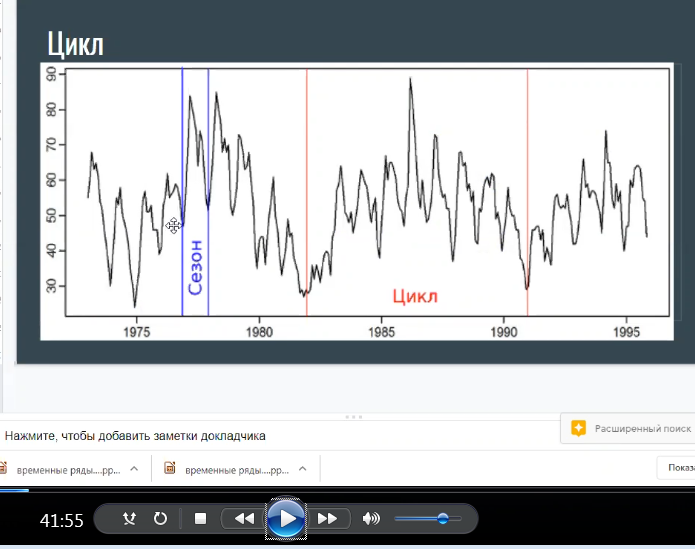 Цикл
90
80
70
60
50
40
30
Сезон
Цикл
1975 1980 1985 1990 1995
Нажмите, чтобы добавить заметки докладчика
Расширенный поиск
временные ряды....pp... временные ряды....pp...
41:55